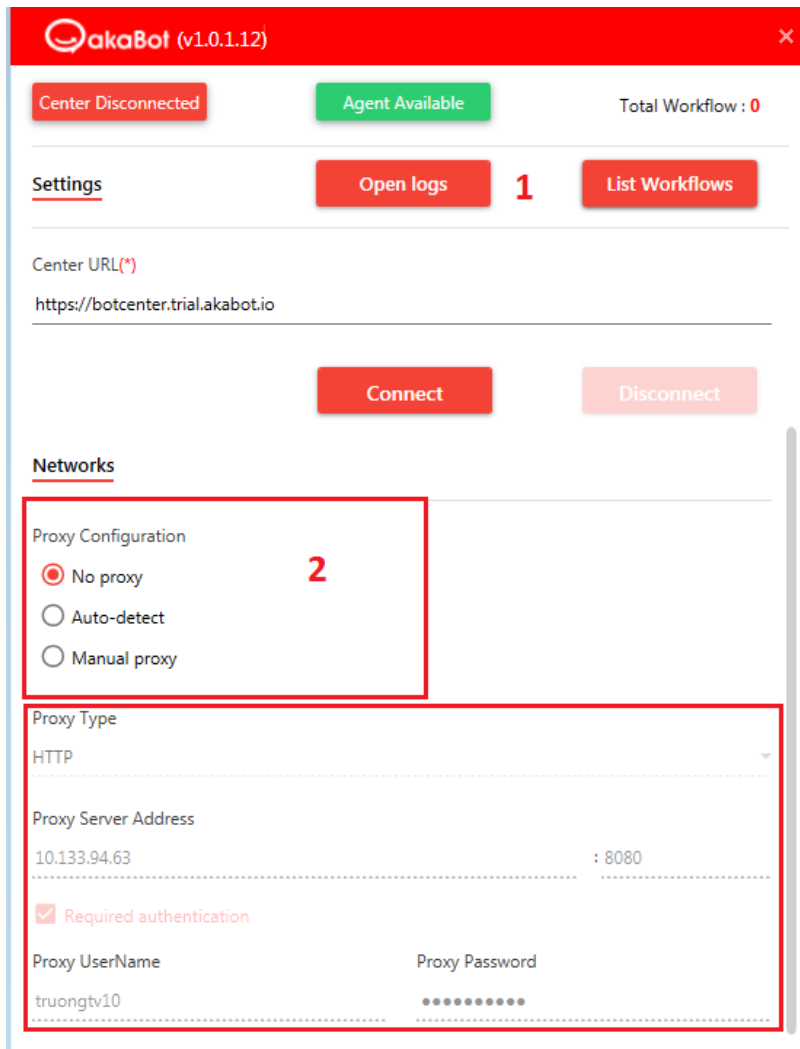 akaBot (v1.0.1.12)
Center Disconnected Agent Available Total Workflow : 0
Settings Open logs 1 List Workflows
Center URL(*)
https://botcenter.trial.akabot.io
Connect Disconnect
Networks
Proxy Configuration
2
No proxy
Auto-detect
Manual proxy
Proxy Type
HTTP
Proxy Server Address
10.133.94.63 : 8080
Required authentication
Proxy UserName Proxy Password
truongtv10 ••••••••••